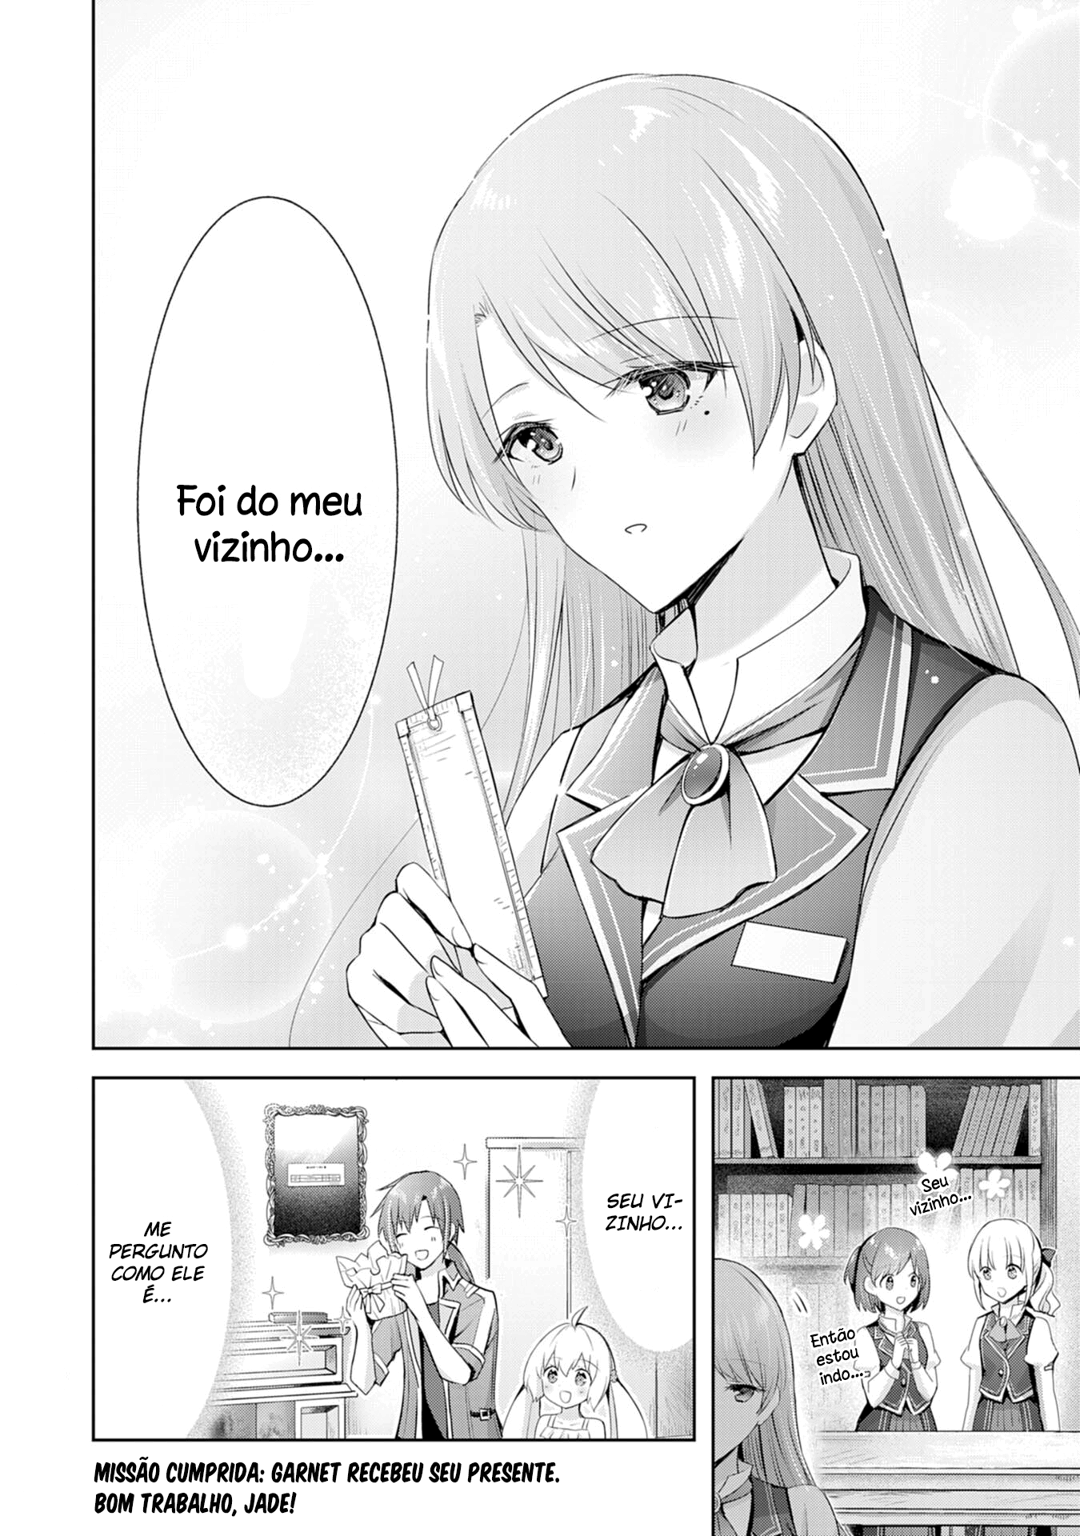 Foi do meu
vizinho...
Seu
vizinho...
Então
estou
indo...
SEU VI-
ZINHO...
ME
PERGUNTO
COMO ELE
É...
MISSÃO CUMPRIDA: GARNET RECEBEU SEU PRESENTE.
BOM TRABALHO, JADE!